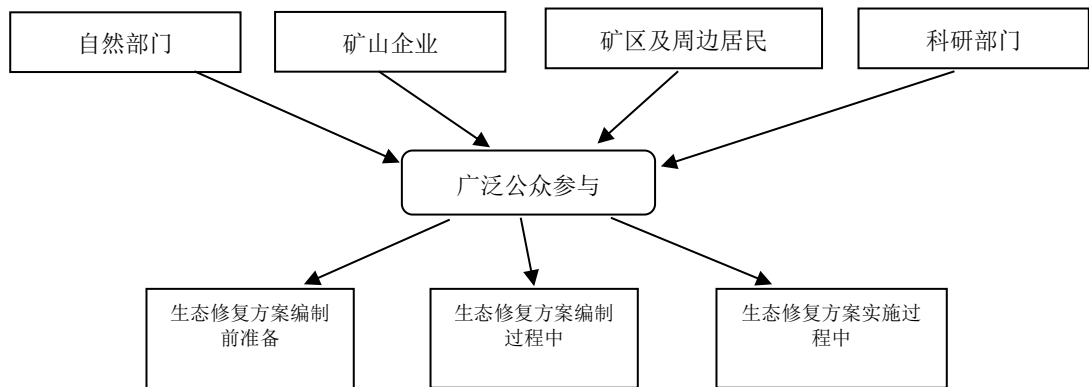 自然部门
矿山企业
矿区及周边居民
科研部门
广泛公众参与
生态修复方案编制
前准备
生态修复方案编制
过程中
生态修复方案实施过
程中